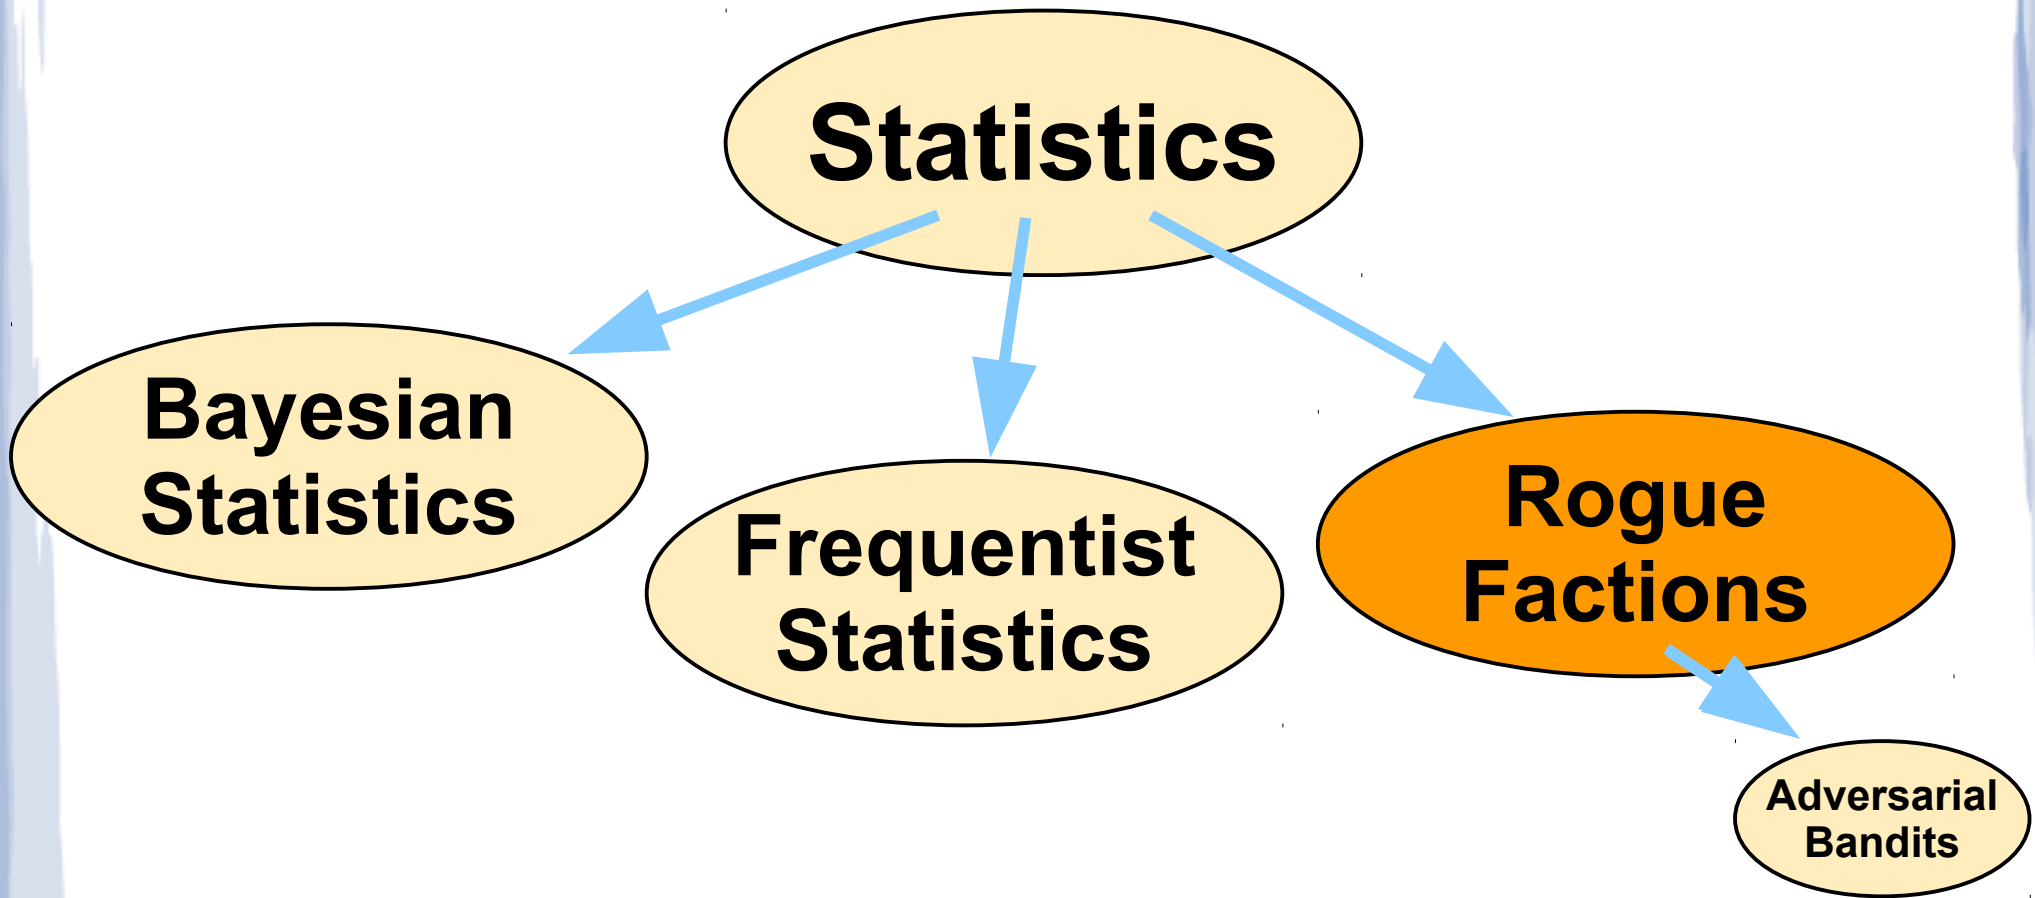 Statistics
Bayesian
Statistics
Frequentist
Statistics
Rogue
Factions
Adversarial
Bandits